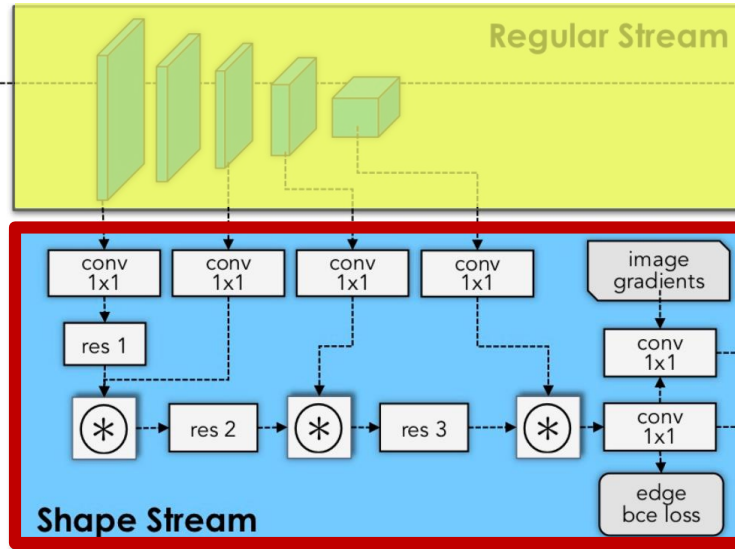 Regular Stream
conv
1x1
conv
1x1
conv
1x1
conv
1x1
image
gradients
res 1
conv
1x1
res 2
res 3
conv
1x1
edge
bce loss
Shape Stream